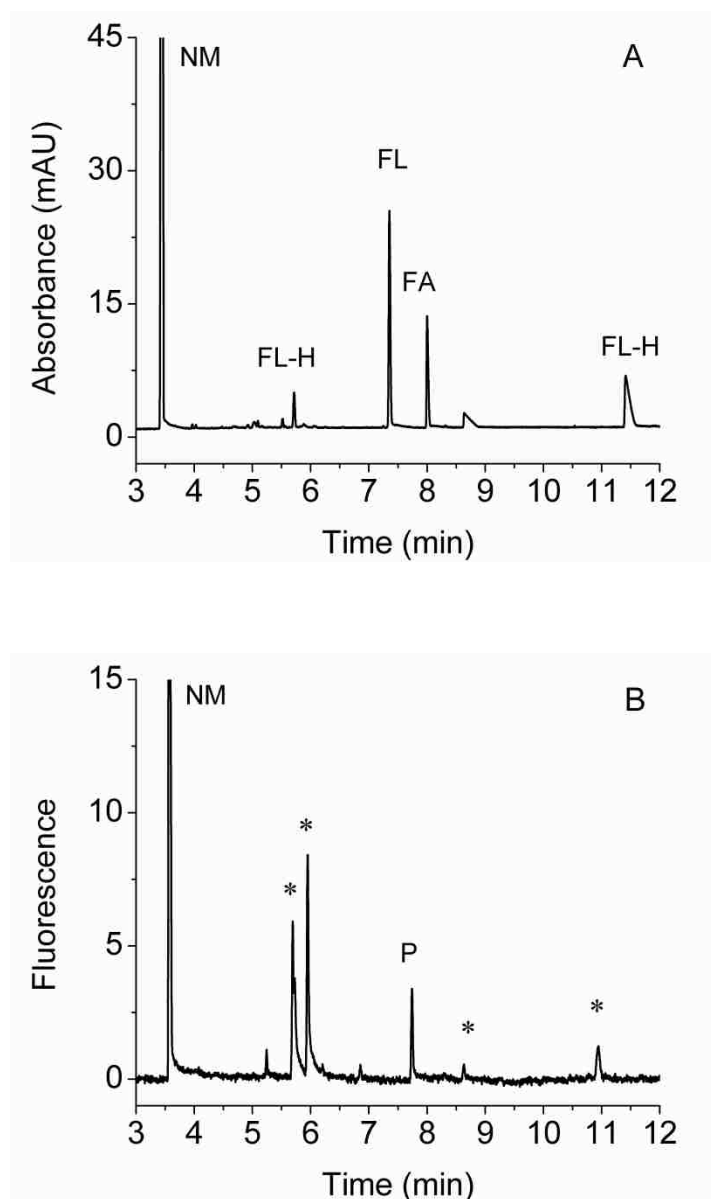 45
NM
A
FL
30
FA
15
FL-H
FL-H
0
3 4 5 6 7 8 9 10 11 12
Absorbance (mAU)
Time (min)
15
NM
B
10
*
*
5
P
*
*
0
3 4 5 6 7 8 9 10 11 12
Fluorescence
Time (min)